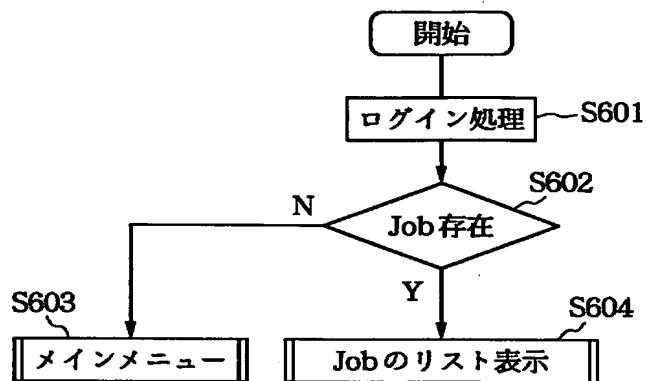 開始
ログイン処理
S601
S602
Job存在
N
Y
S603
S604
メインメニュー
Jobのリスト表示